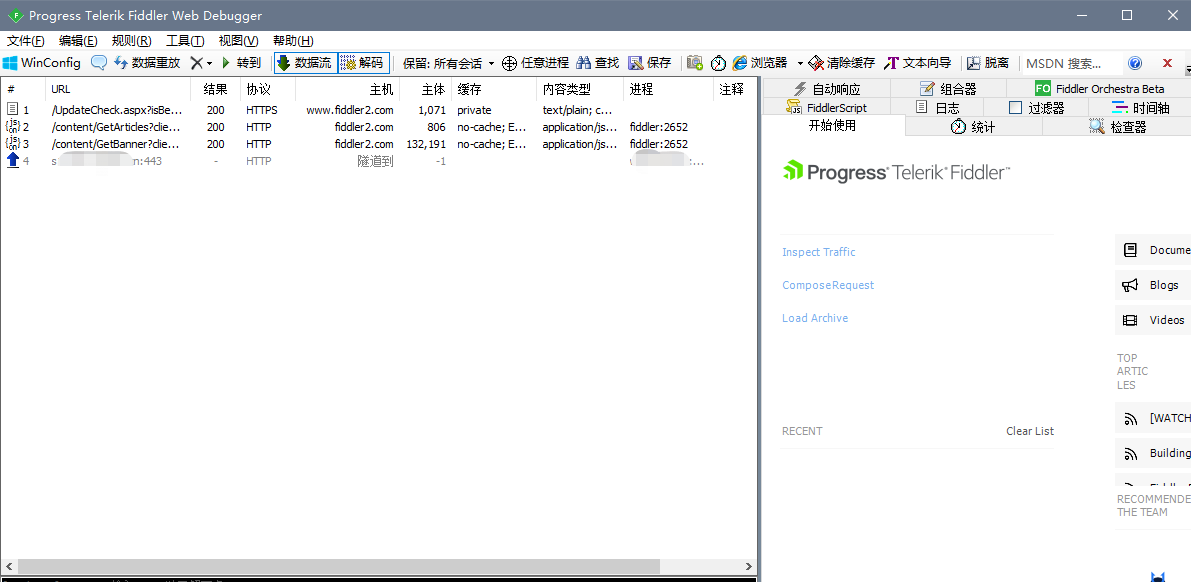 Progress Telerik Fiddler Web Debugger
文件(F) 编辑(E) 规则(R) 工具(T) 视图(V) 帮助(H)
WinConfig 数据重放 转到 数据流 解码 保留: 所有会话 任意进程 查找 保存 浏览器 清除缓存 文本向导 脱离 MSDN 搜索...
# URL 结果 协议 主机 主体 缓存 内容类型 进程 注释
1 /UpdateCheck.aspx?isBe... 200 HTTPS www.fiddler2.com 1,071 private text/plain; c...
2 /content/GetArticles?clie... 200 HTTP fiddler2.com 806 no-cache; E... application/js... fiddler:2652
3 /content/GetBanner?clie... 200 HTTP fiddler2.com 132,191 no-cache; E... application/js... fiddler:2652
4 n:443 - HTTP 隧道到 -1 :...
自动响应 组合器 FO Fiddler Orchestra Beta
FiddlerScript 日志 过滤器 时间轴
开始使用 统计 检查器
Progress Telerik Fiddler
Inspect Traffic
Compose Request
Load Archive
RECENT Clear List
Docume
Blogs
Videos
TOP
ARTIC
LES
[WATCH
Building
RECOMMENDE
THE TEAM